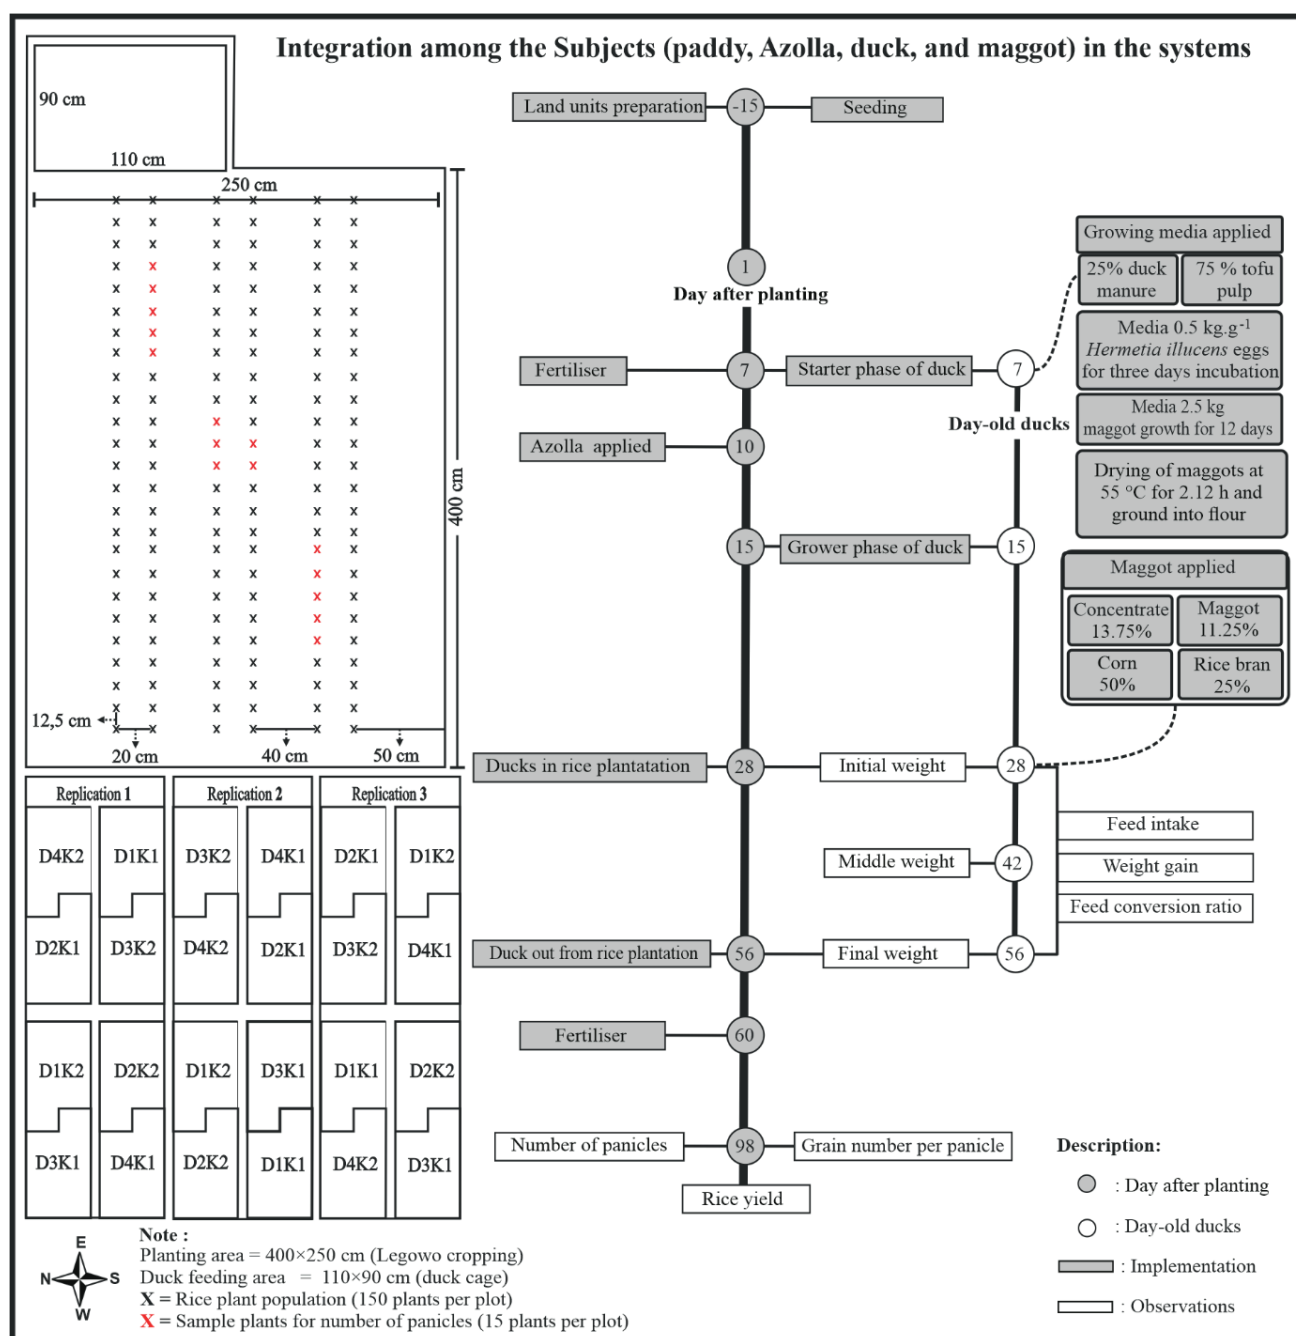 Integration among the Subjects (paddy, Azolla, duck, and maggot) in the systems
90 cm
110 cm
250 cm
400 cm
12,5 cm
20 cm
40 cm
50 cm
Land units preparation
-15
Seeding
1
Day after planting
Fertiliser
7
Starter phase of duck
7
Day-old ducks
Azolla applied
10
15
Grower phase of duck
15
Growing media applied
25% duck
manure
75 % tofu
pulp
Media 0.5 kg.g⁻¹
Hermetia illucens eggs
for three days incubation
Media 2.5 kg
maggot growth for 12 days
Drying of maggots at
55 °C for 2.12 h and
ground into flour
Maggot applied
Concentrate
13.75%
Maggot
11.25%
Corn
50%
Rice bran
25%
Ducks in rice plantatation
28
Initial weight
28
Feed intake
Middle weight
42
Weight gain
Feed conversion ratio
Duck out from rice plantation
56
Final weight
56
Fertiliser
60
Number of panicles
98
Grain number per panicle
Rice yield
Replication 1
Replication 2
Replication 3
D4K2
D1K1
D3K2
D4K1
D2K1
D1K2
D2K1
D3K2
D4K2
D2K1
D3K2
D4K1
D1K2
D2K2
D1K2
D3K1
D1K1
D2K2
D3K1
D4K1
D2K2
D1K1
D4K2
D3K1
E
N
S
W
Note :
Planting area = 400×250 cm (Legowo cropping)
Duck feeding area = 110×90 cm (duck cage)
X = Rice plant population (150 plants per plot)
X = Sample plants for number of panicles (15 plants per plot)
Description:
: Day after planting
: Day-old ducks
: Implementation
: Observations